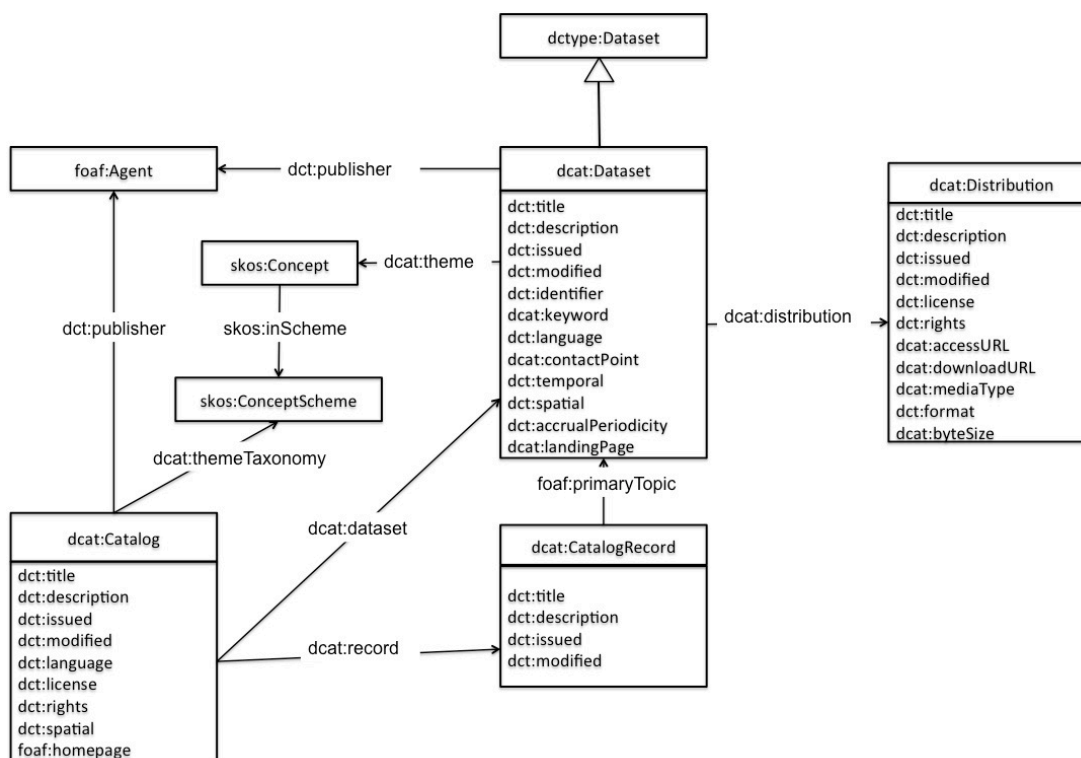 dctype:Dataset
foaf:Agent
dct:publisher
dcat:Dataset
dct:title
dct:description
dct:issued
dct:modified
dct:identifier
dcat:keyword
dct:language
dcat:contactPoint
dct:temporal
dct:spatial
dct:accrualPeriodicity
dcat:landingPage
dcat:Distribution
dct:title
dct:description
dct:issued
dct:modified
dct:license
dct:rights
dcat:accessURL
dcat:downloadURL
dcat:mediaType
dct:format
dcat:byteSize
skos:Concept
dcat:theme
dcat:distribution
dct:publisher
skos:inScheme
skos:ConceptScheme
dcat:themeTaxonomy
foaf:primaryTopic
dcat:dataset
dcat:Catalog
dct:title
dct:description
dct:issued
dct:modified
dct:language
dct:license
dct:rights
dct:spatial
foaf:homepage
dcat:record
dcat:CatalogRecord
dct:title
dct:description
dct:issued
dct:modified